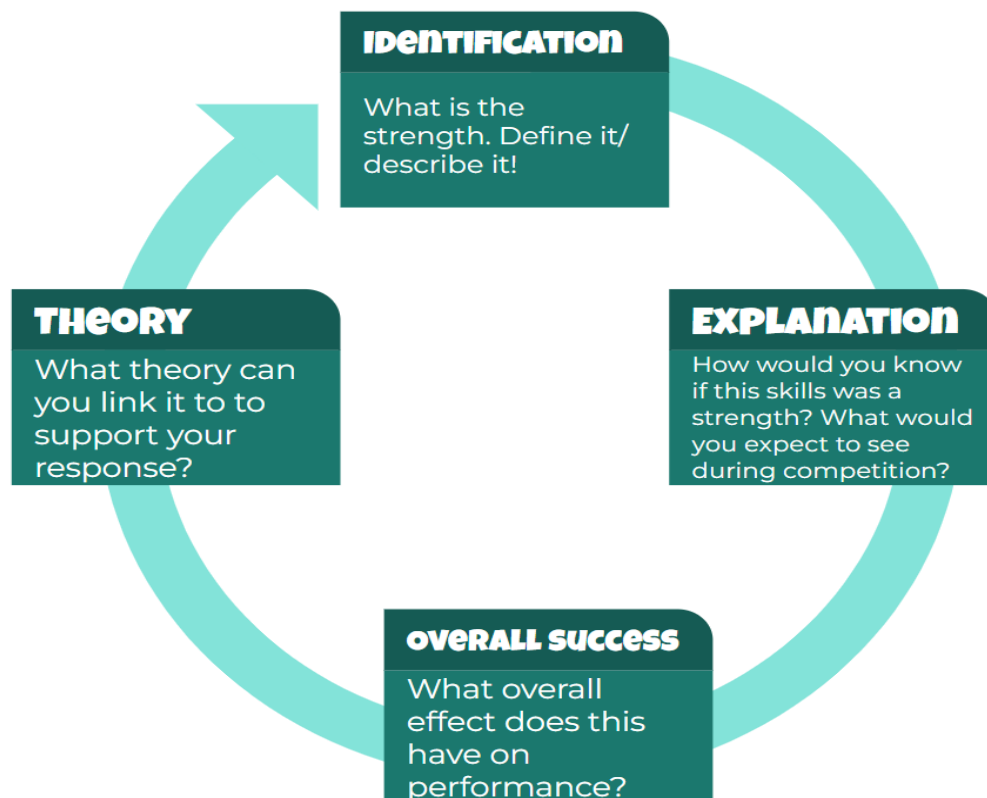 IDENTIFICATION
What is the
strength. Define it/
describe it!
EXPLANATION
How would you know
if this skills was a
strength? What would
you expect to see
during competition?
OVERALL SUCCESS
What overall
effect does this
have on
performance?
THEORY
What theory can
you link it to to
support your
response?